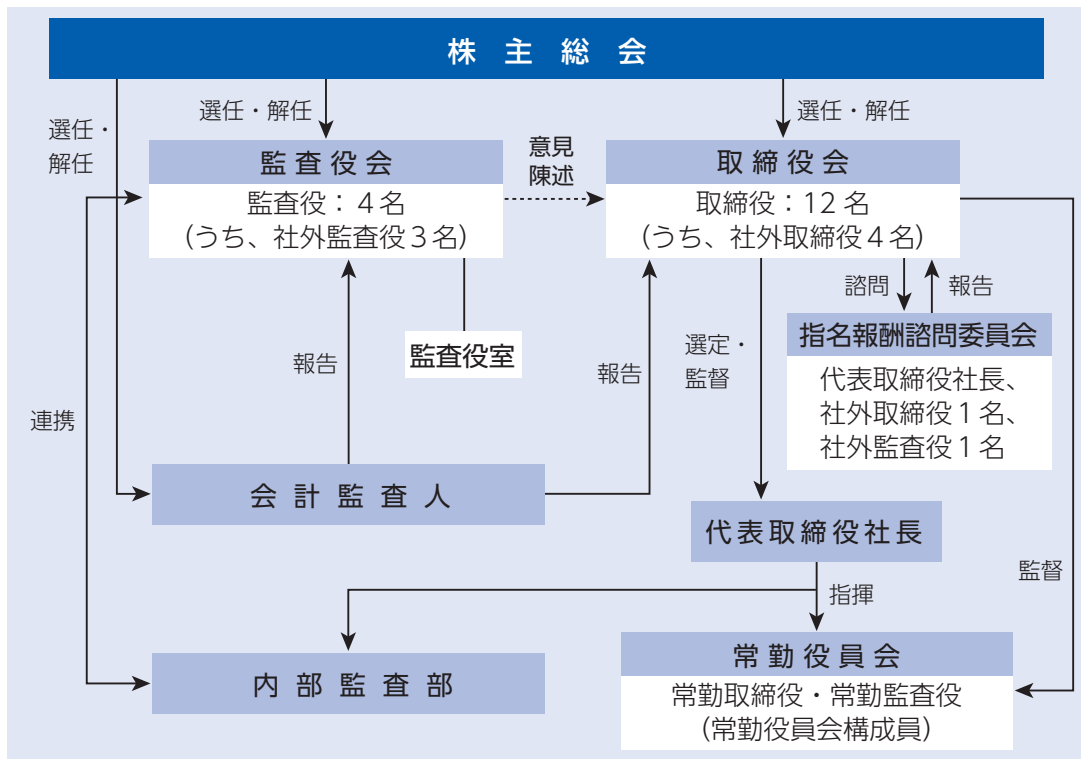 株主総会
選任・
解任
選任・解任
選任・解任
監査役会
監査役：4名
(うち、社外監査役3名)
意見
陳述
取締役会
取締役：12名
(うち、社外取締役4名)
諮問
報告
監査役室
報告
報告
選定・
監督
指名報酬諮問委員会
代表取締役社長、
社外取締役1名、
社外監査役1名
連携
会計監査人
代表取締役社長
監督
指揮
内部監査部
常勤役員会
常勤取締役・常勤監査役
(常勤役員会構成員)